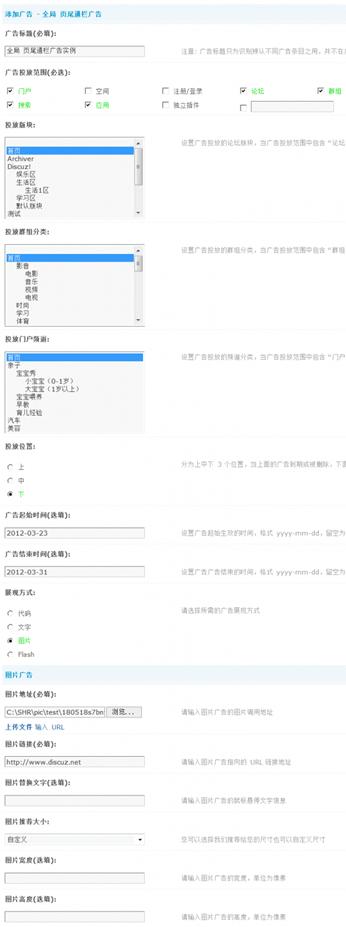 添加广告 - 全局 页尾通栏广告
广告标题(必填):
全局 页尾通栏广告实例
注意: 广告标题只为识别辨认不同广告条目之用，并不在
广告投放范围(必选):
门户 空间 注册/登录 论坛 群组
搜索 应用 独立插件
投放版块:
首页
Archiver
Discuz!
娱乐区
生活区
生活1区
学习区
默认版块
测试
设置广告投放的论坛版块，当广告投放范围中包含 "论坛
投放群组分类:
首页
影音
电影
音乐
视频
电视
时尚
学习
体育
设置广告投放的群组分类，当广告投放范围中包含 "群组
投放门户频道:
首页
亲子
宝宝秀
小宝宝（0-1岁）
大宝宝（1岁以上）
宝宝喂养
早教
育儿经验
汽车
美容
设置广告投放的频道分类，当广告投放范围中包含 "门户
投放位置:
上
中
下
分为上中下 3 个位置，当上面的广告到期或被删除，下面
广告起始时间(选填):
2012-03-23
设置广告起始生效的时间，格式 yyyy-mm-dd，留空为
广告结束时间(选填):
2012-03-31
设置广告广告结束的时间，格式 yyyy-mm-dd，留空为
展现方式:
代码
文字
图片
Flash
请选择所需的广告展现方式
图片广告
图片地址(必填):
C:\SHR\pic\test\180518s7bn 浏览...
上传文件 输入 URL
请输入图片广告的图片调用地址
图片链接(必填):
http://www.discuz.net
请输入图片广告指向的 URL 链接地址
图片替换文字(选填):
请输入图片广告的鼠标悬停文字信息
图片推荐大小:
自定义
您可以选择我们推荐给您的尺寸也可以自定义尺寸
图片宽度(选填):
请输入图片广告的宽度，单位为像素
图片高度(选填):
请输入图片广告的高度，单位为像素